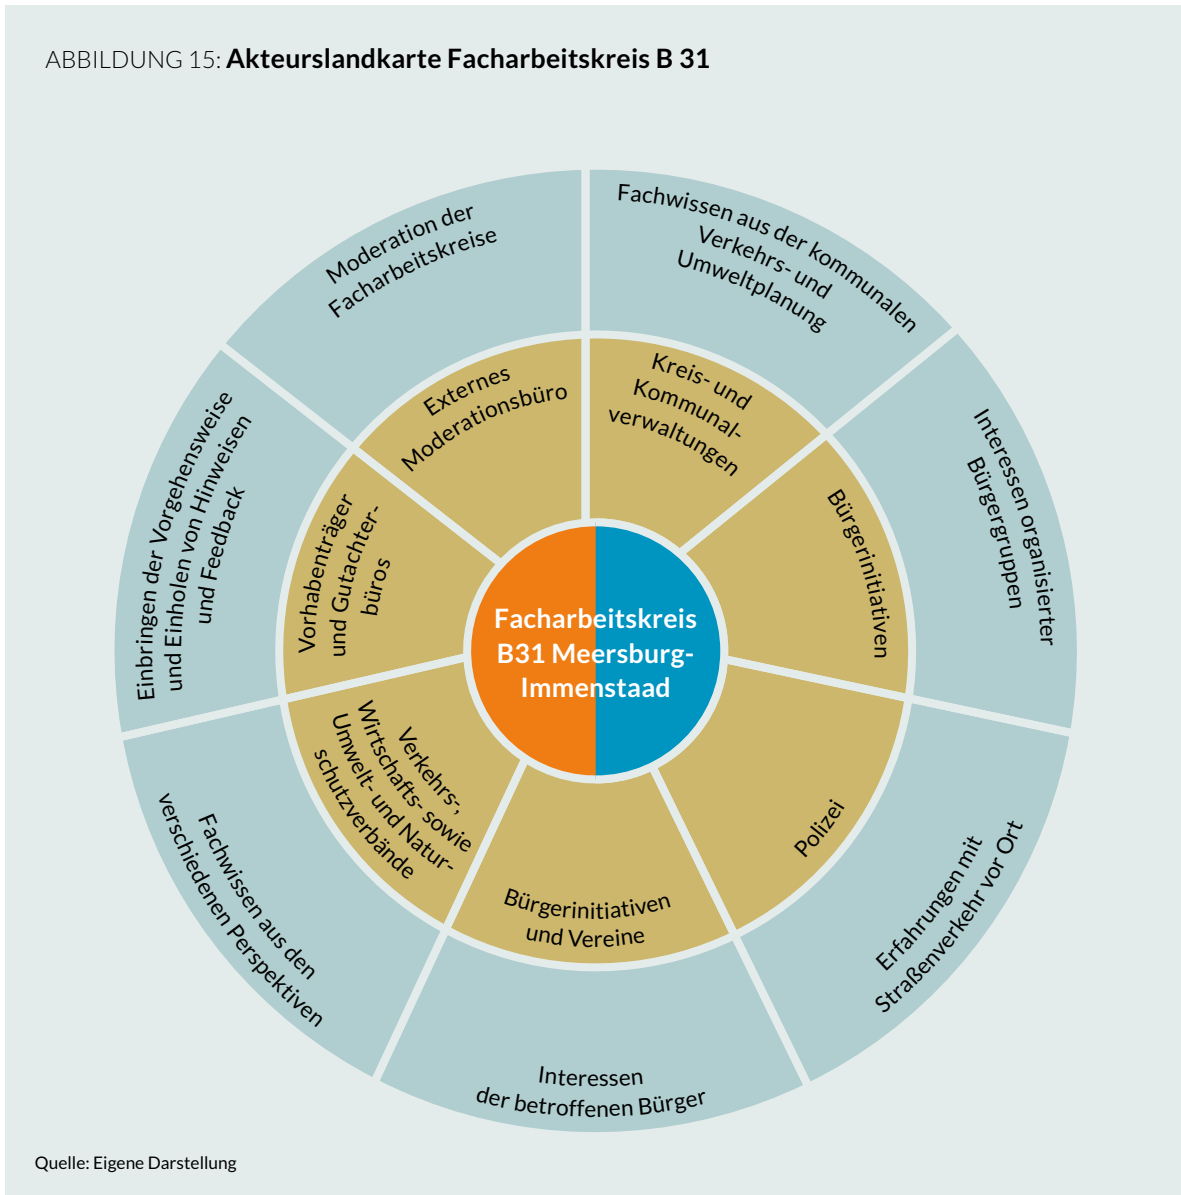 ABBILDUNG 15: Akteurslandkarte Facharbeitskreis B 31
Moderation der
Facharbeitskreise
Fachwissen aus der kommunalen
Verkehrs- und
Umweltplanung
Interessen organisierter
Bürgergruppen
Erfahrungen mit
Straßenverkehr vor Ort
Interessen
der betroffenen Bürger
Fachwissen aus den
verschiedenen Perspektiven
Einbringen der Vorgehensweise
und Einholen von Hinweisen
und Feedback
Externes
Moderationsbüro
Kreis- und
Kommunal-
verwaltungen
Bürgerinitiativen
Polizei
Bürgerinitiativen
und Vereine
Verkehrs-,
Wirtschafts- sowie
Umwelt- und Natur-
schutzverbände
Vorhabenträger
und Gutachter-
büros
Facharbeitskreis
B31 Meersburg-
Immenstaad
Quelle: Eigene Darstellung